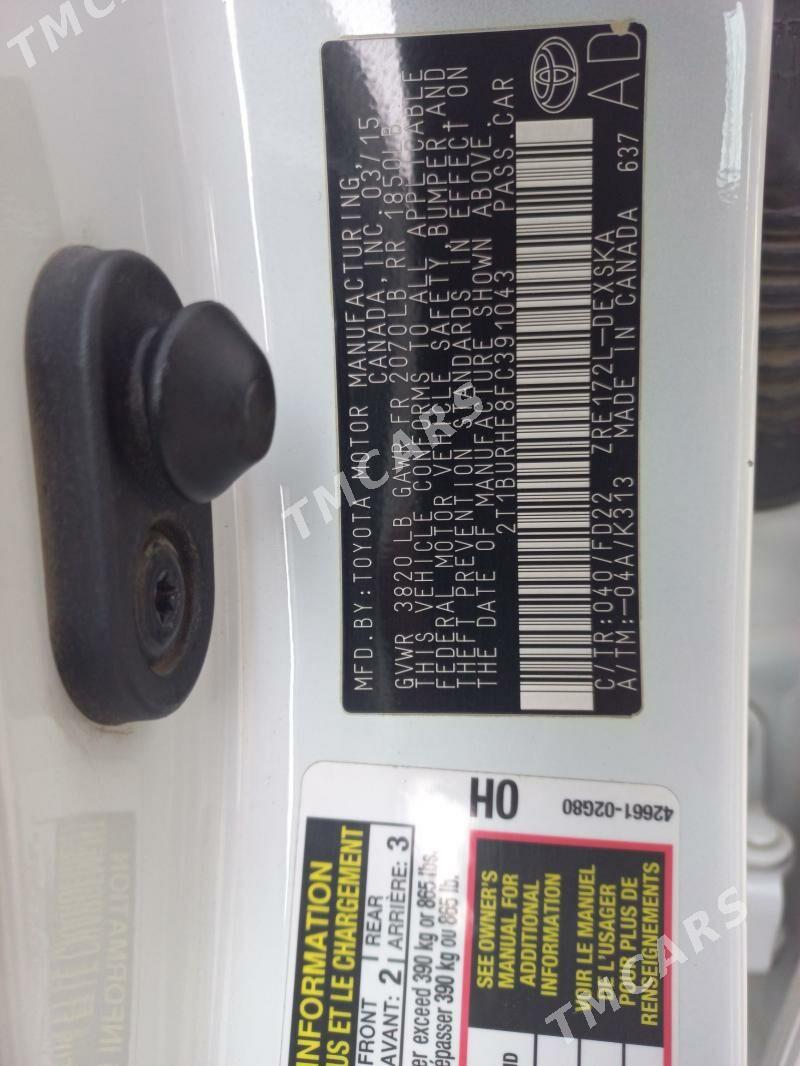 MFD.BY:TOYOTA MOTOR MANUFACTURING,
CANADA, INC. 03/15
GVWR 3820 LB GAWR FR 2070LB RR 1850LB
THIS VEHICLE CONFORMS TO ALL APPLICABLE
FEDERAL MOTOR VEHICLE SAFETY, BUMPER, AND
THEFT PREVENTION STANDARDS IN EFFECT ON
THE DATE OF MANUFACTURE SHOWN ABOVE.
2T1BURHE8FC391043 PASS.CAR
C/TR:040/FD22 ZRE172L-DEXSKA 637
A/TM:-04A/K313 MADE IN CANADA AD
0H
42661-02G80
INFORMATION
US ET LE CHARGEMENT
FRONT REAR
AVANT: 2 ARRIÈRE: 3
er exceed 390 kg or 865 lbs.
épasser 390 kg ou 865 lb.
SEE OWNER'S
MANUAL FOR
ADDITIONAL
INFORMATION
VOIR LE MANUEL
DE L'USAGER
POUR PLUS DE
RENSEIGNEMENTS
TMCARS
TMCARS
TMCARS